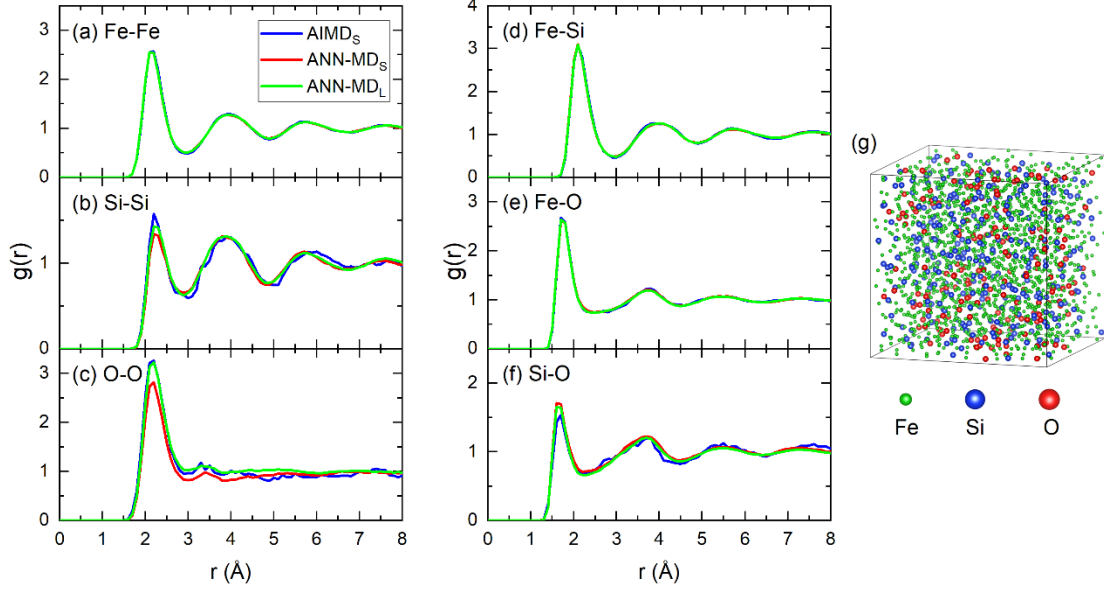 (a) Fe-Fe
AIMD_S
ANN-MD_S
ANN-MD_L
3
2
1
0
(b) Si-Si
1
0
(c) O-O
3
2
1
0
0 1 2 3 4 5 6 7 8
r (Å)
g(r)
(d) Fe-Si
4
3
2
1
0
(e) Fe-O
3
2
1
0
(f) Si-O
2
1
0
0 1 2 3 4 5 6 7 8
r (Å)
g(r)
(g)
Fe Si O